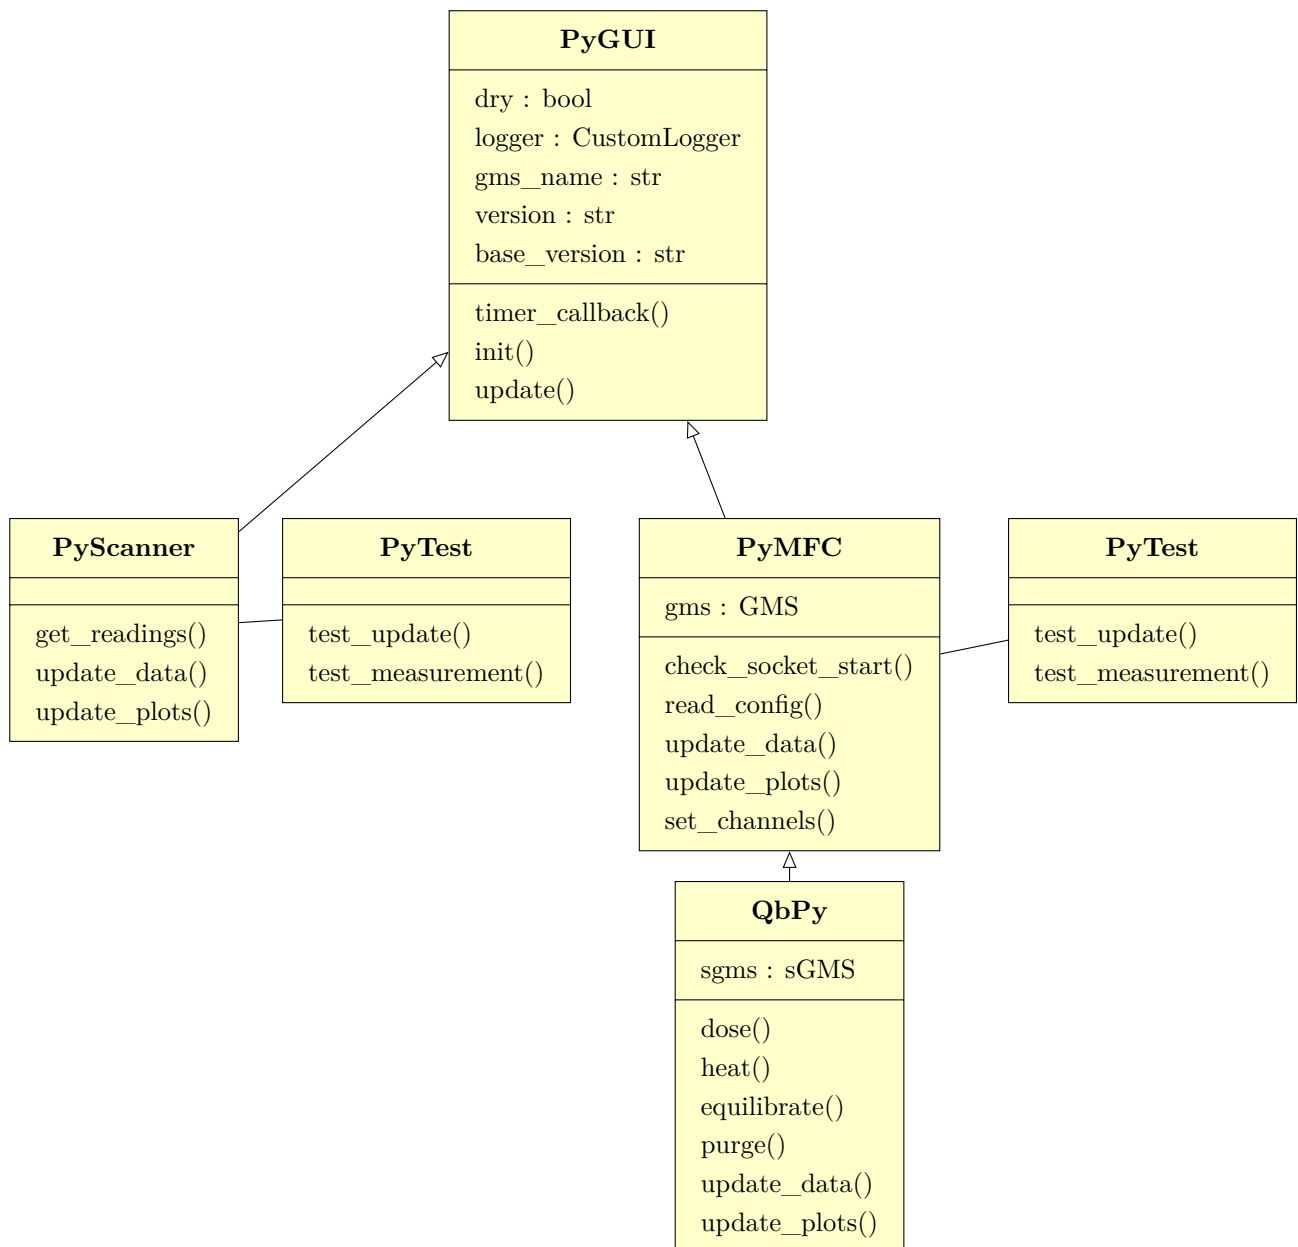 PyGUI
dry : bool
logger : CustomLogger
gms_name : str
version : str
base_version : str
timer_callback()
init()
update()
PyScanner
get_readings()
update_data()
update_plots()
PyTest
test_update()
test_measurement()
PyMFC
gms : GMS
check_socket_start()
read_config()
update_data()
update_plots()
set_channels()
PyTest
test_update()
test_measurement()
QbPy
sgms : sGMS
dose()
heat()
equilibrate()
purge()
update_data()
update_plots()